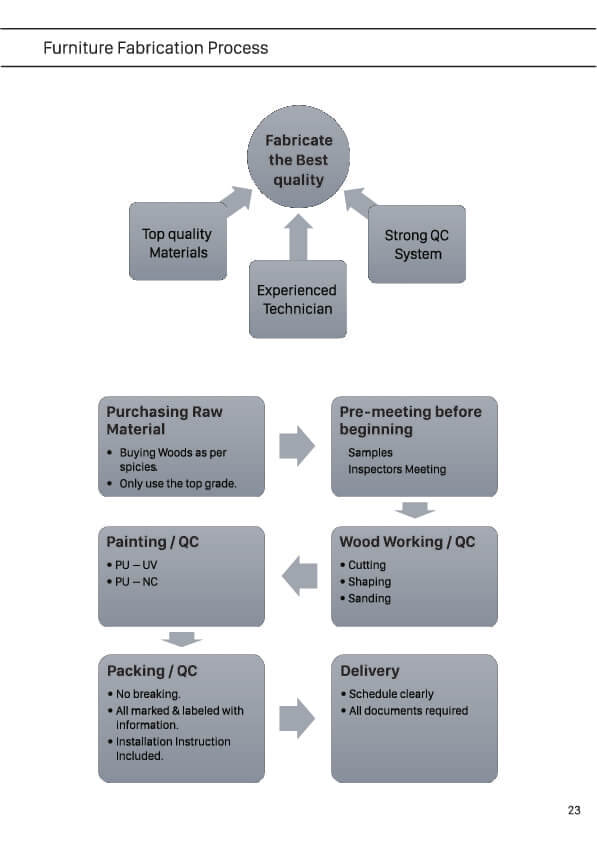 Furniture Fabrication Process
Fabricate
the Best
quality
Top quality
Materials
Experienced
Technician
Strong QC
System
Purchasing Raw
Material
• Buying Woods as per
spicies.
• Only use the top grade.
Pre-meeting before
beginning
Samples
Inspectors Meeting
Wood Working / QC
• Cutting
• Shaping
• Sanding
Painting / QC
• PU – UV
• PU – NC
Packing / QC
• No breaking.
• All marked & labeled with
information.
• Installation Instruction
Included.
Delivery
• Schedule clearly
• All documents required
23